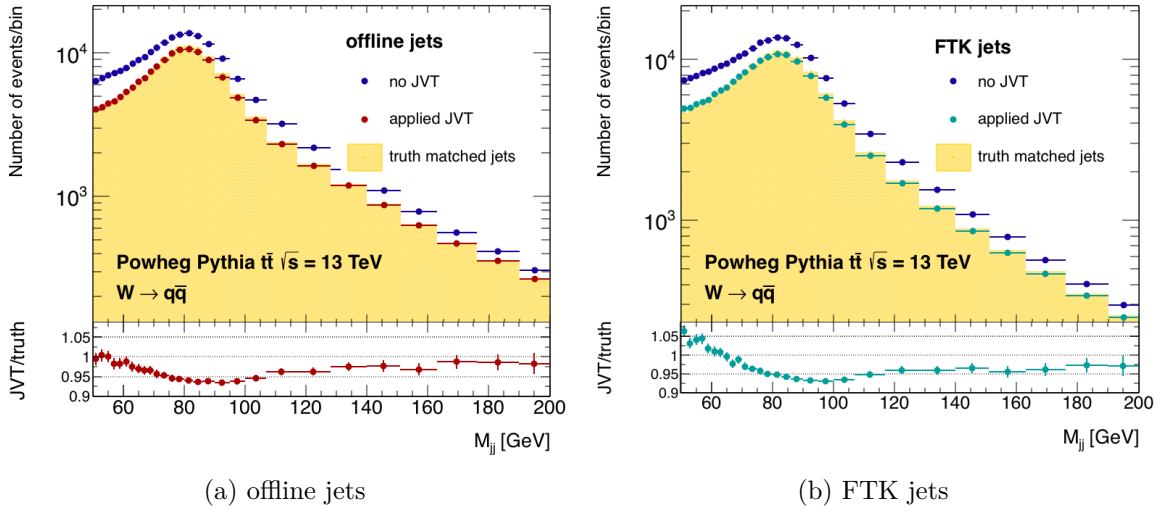 Number of events/bin
10⁴
10³
offline jets
no JVT
applied JVT
truth matched jets
Powheg Pythia tt̄ √s = 13 TeV
W → qq̄
JVT/truth
1.05
1
0.95
0.9
60 80 100 120 140 160 180 200
M_jj [GeV]
(a) offline jets
Number of events/bin
10⁴
10³
FTK jets
no JVT
applied JVT
truth matched jets
Powheg Pythia tt̄ √s = 13 TeV
W → qq̄
JVT/truth
1.05
1
0.95
0.9
60 80 100 120 140 160 180 200
M_jj [GeV]
(b) FTK jets